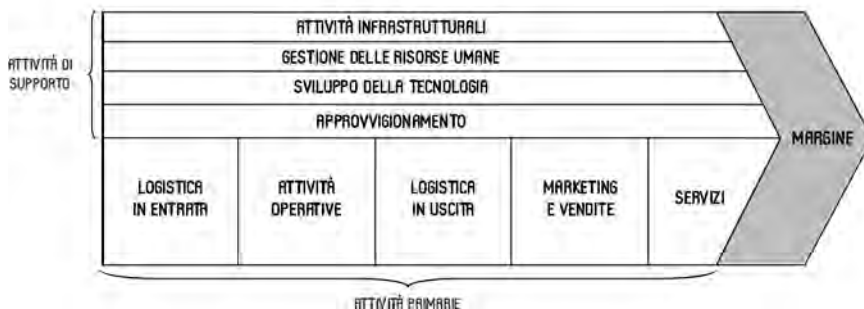 ATTIVITÀ INFRASTRUTTURALI
GESTIONE DELLE RISORSE UMANE
SVILUPPO DELLA TECNOLOGIA
APPROVVIGIONAMENTO
ATTIVITÀ DI
SUPPORTO
MARGINE
LOGISTICA
IN ENTRATA
ATTIVITÀ
OPERATIVE
LOGISTICA
IN USCITA
MARKETING
E VENDITE
SERVIZI
ATTIVITÀ PRIMARIE